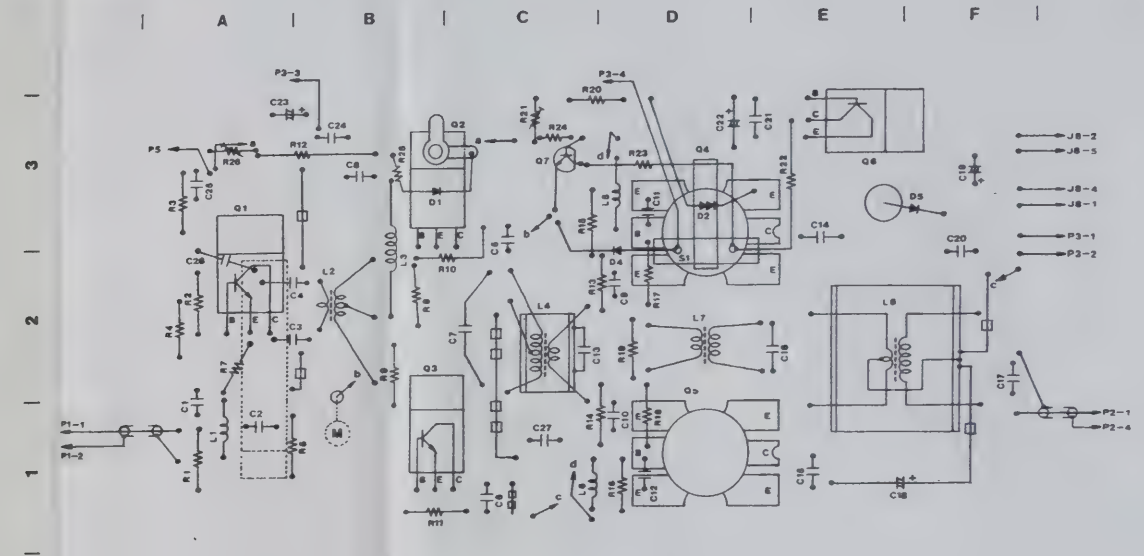 A B C D E F
P3-3
P3-4
C23 +
R20
C24
R21
R24
C22 +
C21
B
C
E
Q6
P5
a
R26
R12
C8
R25
Q2
a
Q7
d
R23
Q4
R22
J8-2
J8-5
3
C25
R3
D1
L5
C11
E
D2
E
C19 +
D5
J8-4
J8-1
Q1
B E C
C5
b
R15
B
C
C14
P3-1
C26
L3
R10
D4
S1
C20
P3-2
L2
C4
R8
R13
C9
E
R17
E
c
R2
L4
L8
2
R4
B E C
C3
C7
C13
L7
R19
C18
R7
R9
Q3
b
C17
C1
M
R14
C10
Q5
R18
E
E
P1-1
P1-2
L1
C2
R6
C27
B
C
P2-1
P2-4
1
R1
B E C
C6
d
L6
R16
E
C12
E
C15
C16 +
c
R11